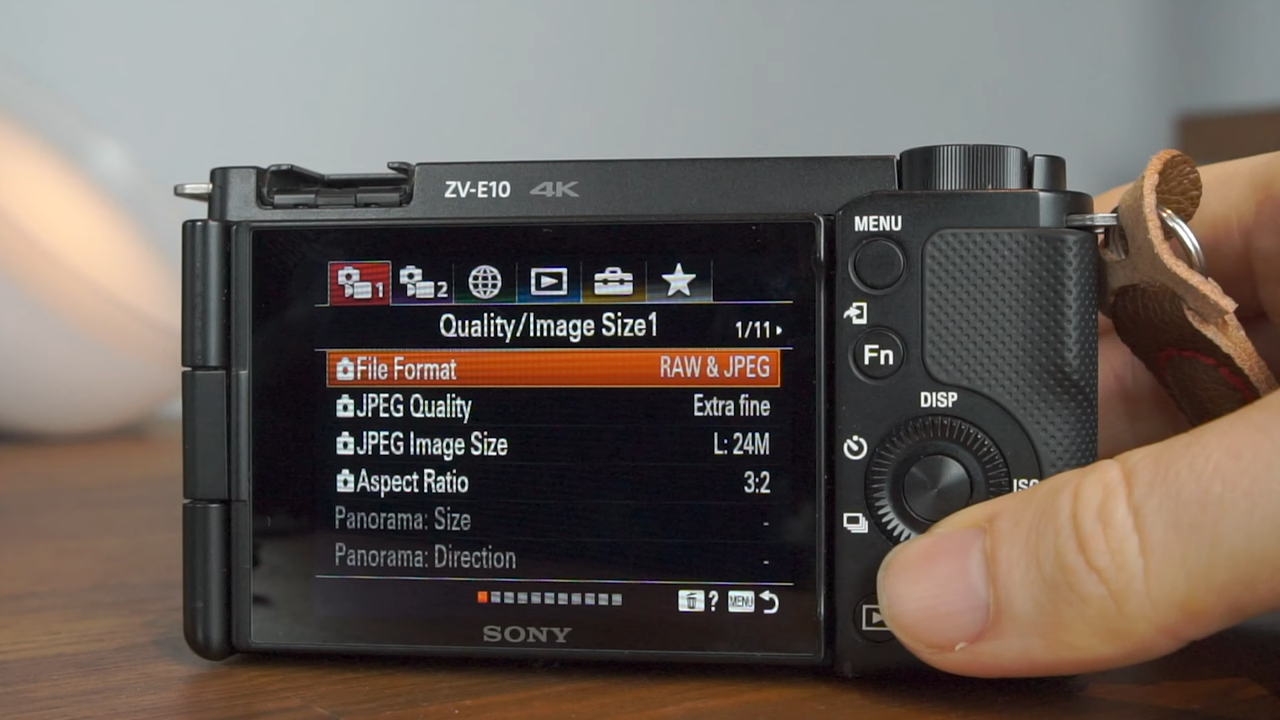 ZV-E10 4K
MENU
1 2
Quality/Image Size1 1/11
File Format RAW & JPEG
JPEG Quality Extra fine
JPEG Image Size L: 24M
Aspect Ratio 3:2
Panorama: Size -
Panorama: Direction -
? MENU
SONY
Fn
DISP
ISO